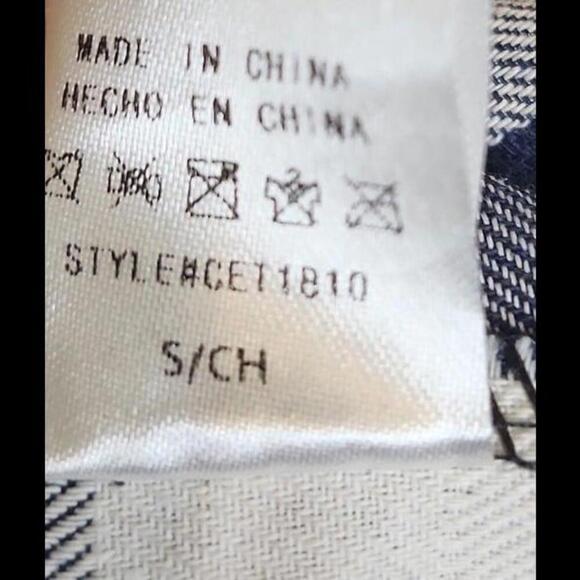 MADE IN CHINA
HECHO EN CHINA
STYLE#CET1810
S/CH